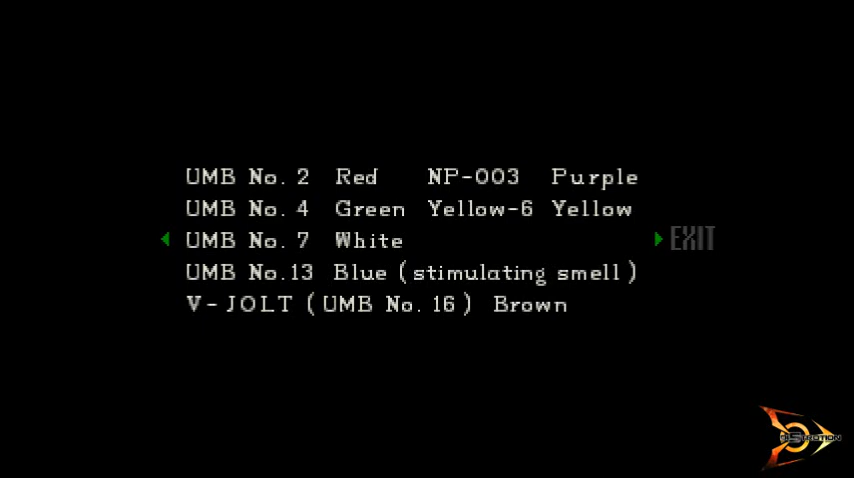 UMB No. 2 Red NP-003 Purple
UMB No. 4 Green Yellow-6 Yellow
UMB No. 7 White
EXIT
UMB No.13 Blue (stimulating smell)
V-JOLT (UMB No. 16) Brown